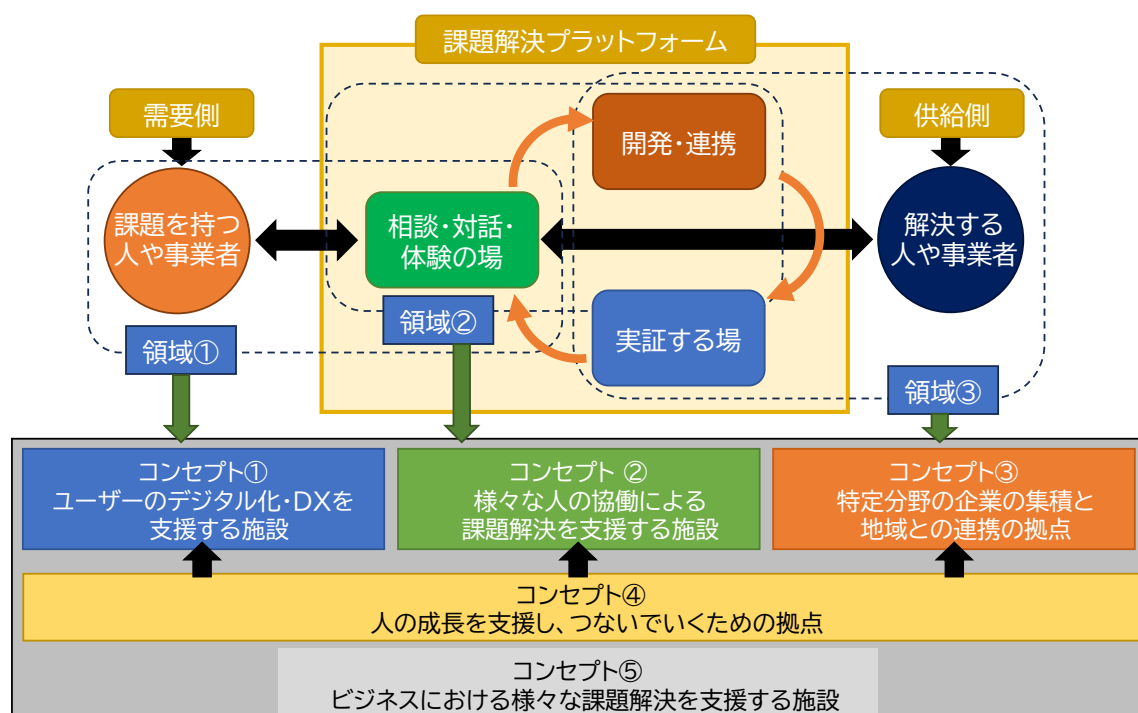 課題解決プラットフォーム
需要側
供給側
開発・連携
課題を持つ
人や事業者
相談・対話・
体験の場
解決する
人や事業者
領域①
領域②
実証する場
領域③
コンセプト①
ユーザーのデジタル化・DXを
支援する施設
コンセプト ②
様々な人の協働による
課題解決を支援する施設
コンセプト③
特定分野の企業の集積と
地域との連携の拠点
コンセプト④
人の成長を支援し、つないでいくための拠点
コンセプト⑤
ビジネスにおける様々な課題解決を支援する施設